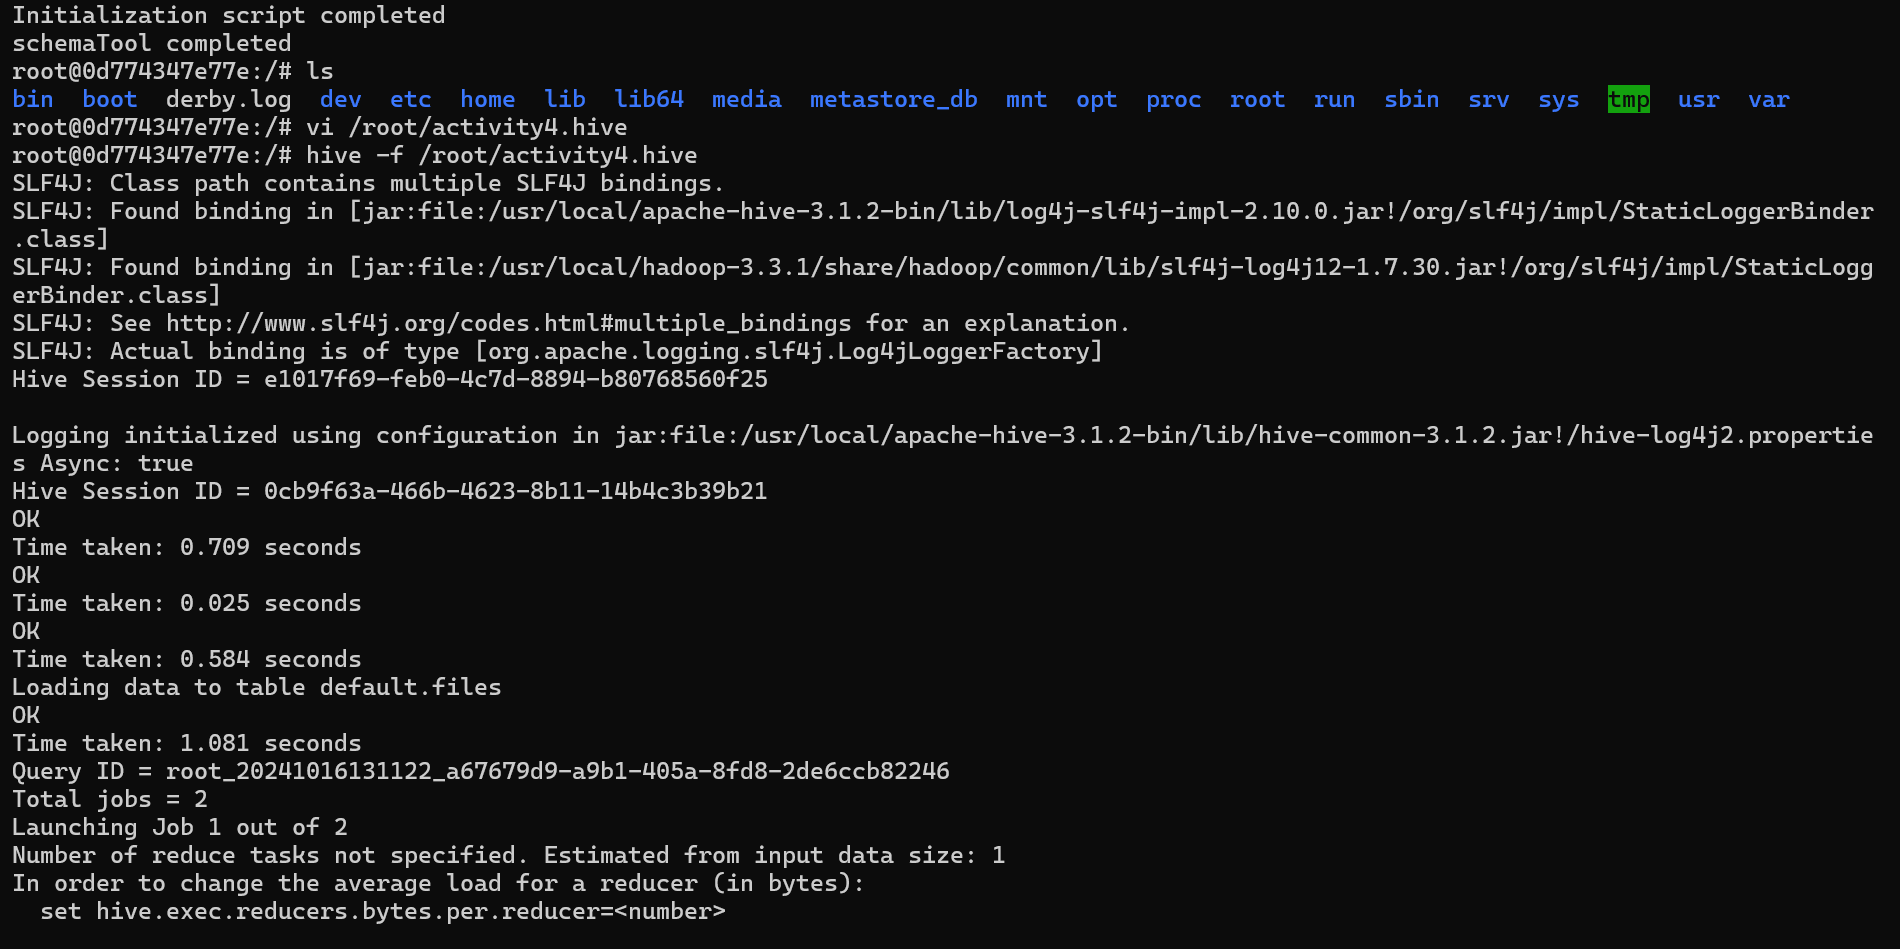 Initialization script completed
schemaTool completed
root@0d774347e77e:/# ls
bin  boot  derby.log  dev  etc  home  lib  lib64  media  metastore_db  mnt  opt  proc  root  run  sbin  srv  sys  tmp  usr  var
root@0d774347e77e:/# vi /root/activity4.hive
root@0d774347e77e:/# hive -f /root/activity4.hive
SLF4J: Class path contains multiple SLF4J bindings.
SLF4J: Found binding in [jar:file:/usr/local/apache-hive-3.1.2-bin/lib/log4j-slf4j-impl-2.10.0.jar!/org/slf4j/impl/StaticLoggerBinder
.class]
SLF4J: Found binding in [jar:file:/usr/local/hadoop-3.3.1/share/hadoop/common/lib/slf4j-log4j12-1.7.30.jar!/org/slf4j/impl/StaticLogg
erBinder.class]
SLF4J: See http://www.slf4j.org/codes.html#multiple_bindings for an explanation.
SLF4J: Actual binding is of type [org.apache.logging.slf4j.Log4jLoggerFactory]
Hive Session ID = e1017f69-feb0-4c7d-8894-b80768560f25

Logging initialized using configuration in jar:file:/usr/local/apache-hive-3.1.2-bin/lib/hive-common-3.1.2.jar!/hive-log4j2.propertie
s Async: true
Hive Session ID = 0cb9f63a-466b-4623-8b11-14b4c3b39b21
OK
Time taken: 0.709 seconds
OK
Time taken: 0.025 seconds
OK
Time taken: 0.584 seconds
Loading data to table default.files
OK
Time taken: 1.081 seconds
Query ID = root_20241016131122_a67679d9-a9b1-405a-8fd8-2de6ccb82246
Total jobs = 2
Launching Job 1 out of 2
Number of reduce tasks not specified. Estimated from input data size: 1
In order to change the average load for a reducer (in bytes):
  set hive.exec.reducers.bytes.per.reducer=<number>